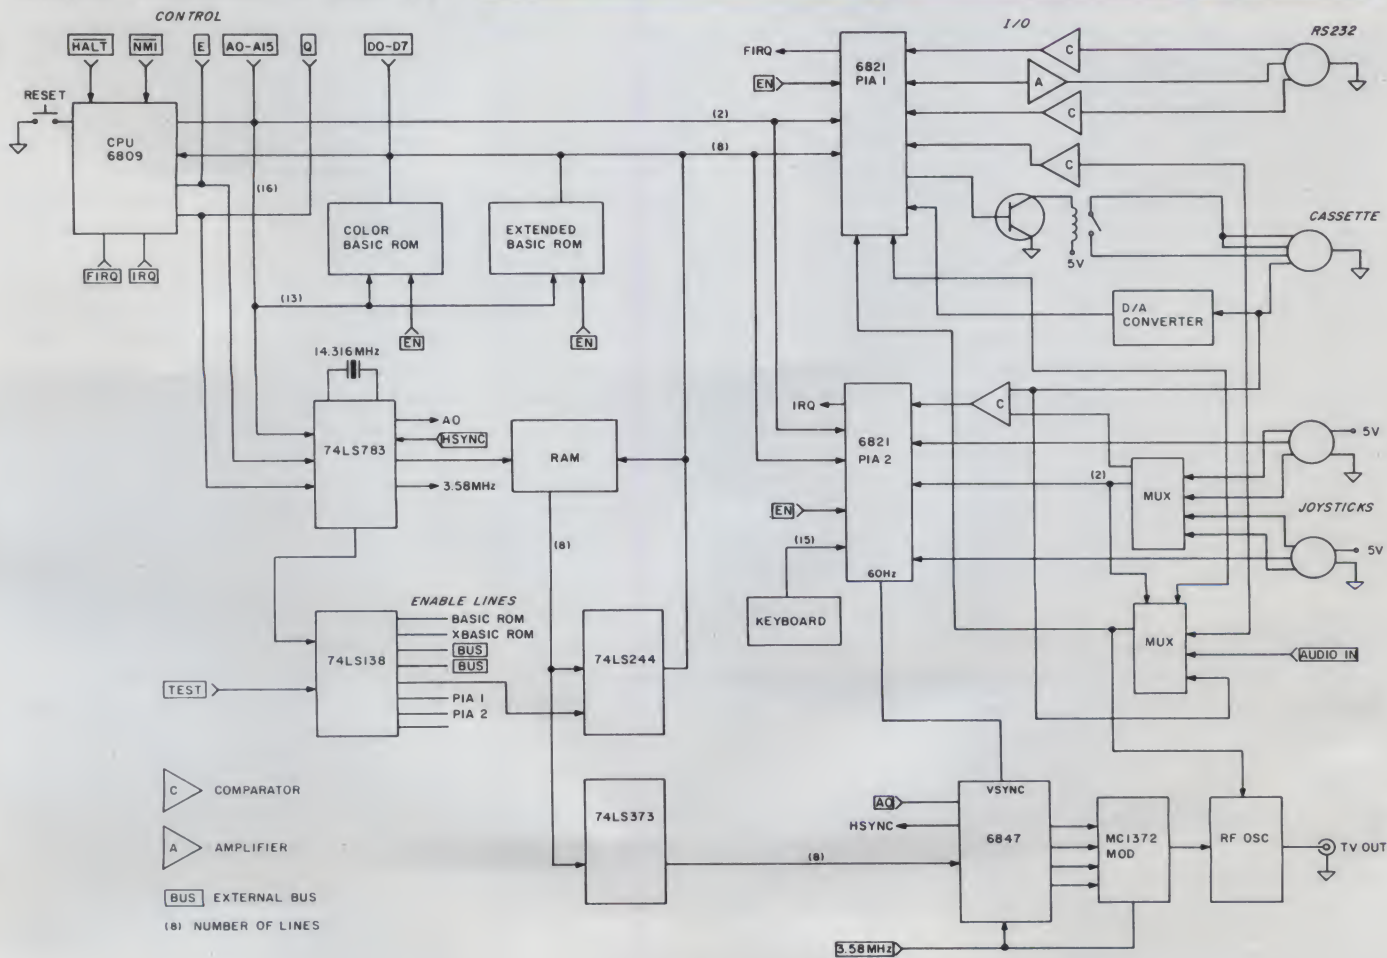 CONTROL
HALT
NMI
E
A0-A15
Q
D0-D7
RESET
CPU
6809
(16)
FIRQ
IRQ
(2)
(8)
COLOR
BASIC ROM
EXTENDED
BASIC ROM
(13)
EN
EN
14.316MHz
74LS783
A0
HSYNC
3.58MHz
RAM
(8)
ENABLE LINES
BASIC ROM
XBASIC ROM
BUS
BUS
PIA 1
PIA 2
74LS138
TEST
74LS244
74LS373
(8)
C COMPARATOR
A AMPLIFIER
BUS EXTERNAL BUS
(8) NUMBER OF LINES
I/O
RS232
FIRQ
EN
6821
PIA 1
C
A
C
C
CASSETTE
5V
D/A
CONVERTER
IRQ
6821
PIA 2
C
EN
(15)
60Hz
KEYBOARD
(2)
MUX
5V
JOYSTICKS
5V
MUX
AUDIO IN
VSYNC
6847
A0
HSYNC
MC1372
MOD
RF OSC
TV OUT
3.58MHz